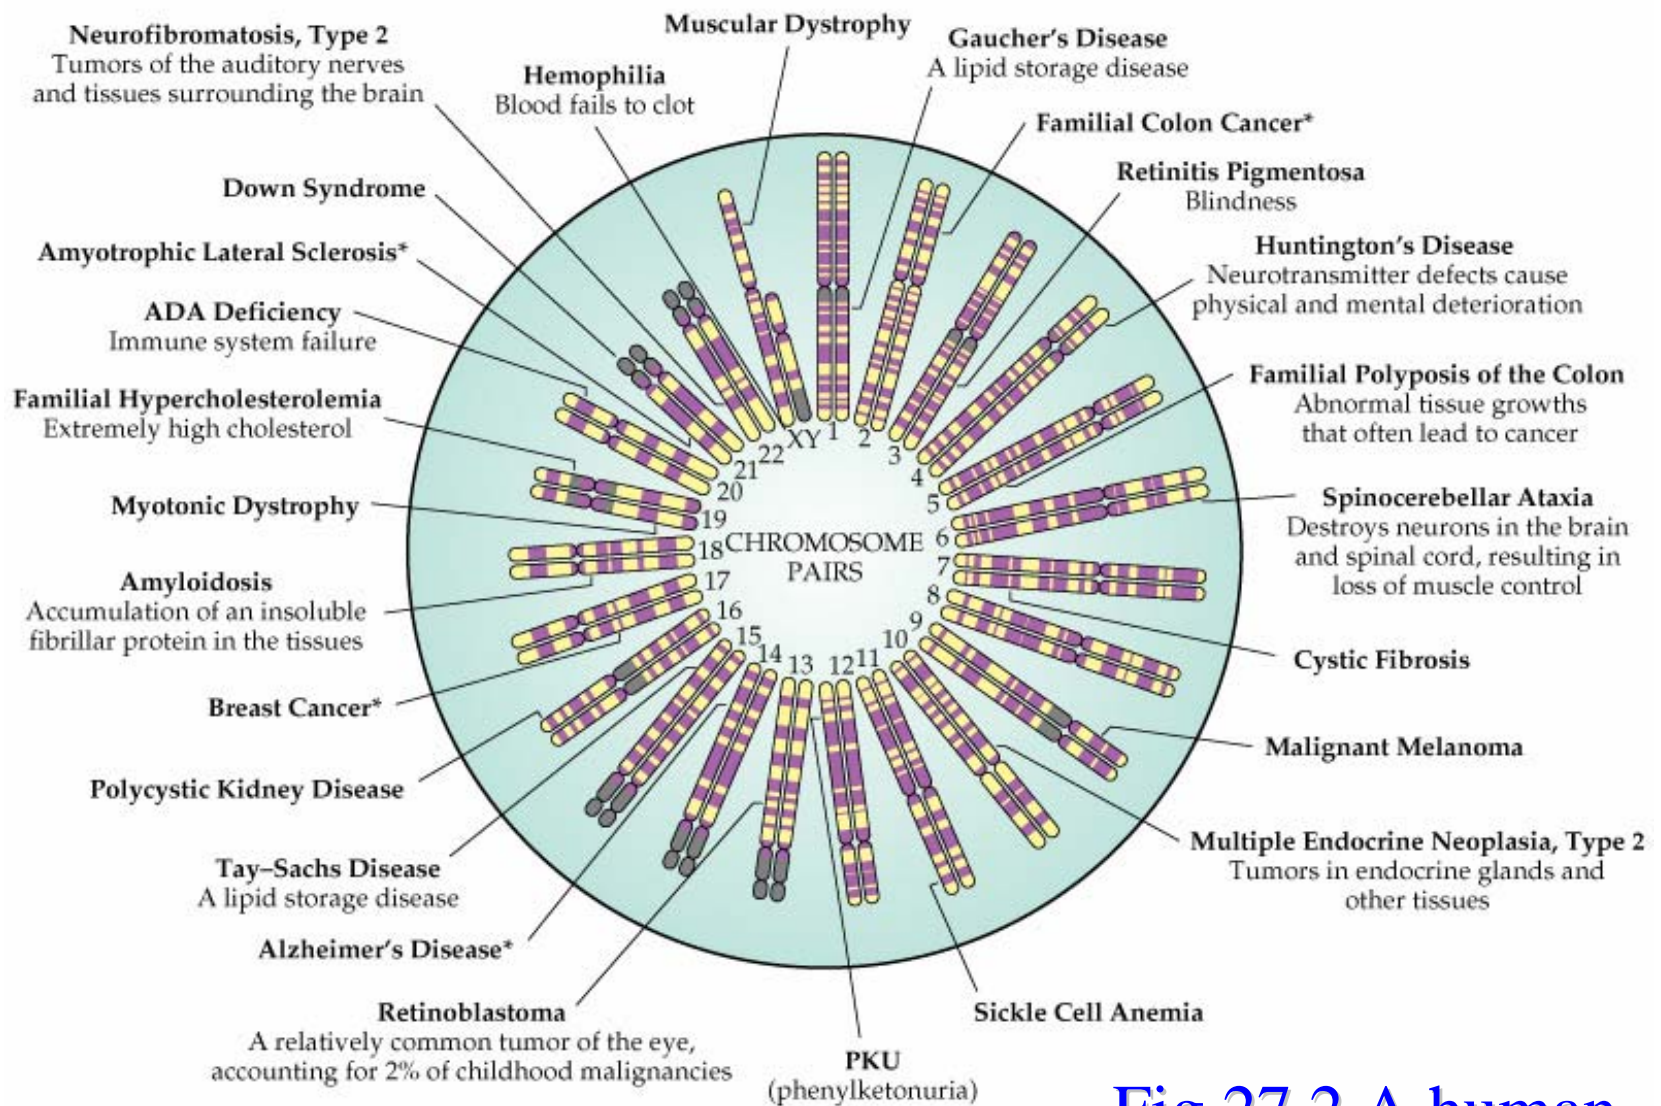 Muscular Dystrophy
Gaucher's Disease
A lipid storage disease
Familial Colon Cancer*
Retinitis Pigmentosa
Blindness
Huntington's Disease
Neurotransmitter defects cause
physical and mental deterioration
Familial Polyposis of the Colon
Abnormal tissue growths
that often lead to cancer
Spinocerebellar Ataxia
Destroys neurons in the brain
and spinal cord, resulting in
loss of muscle control
Cystic Fibrosis
Malignant Melanoma
Multiple Endocrine Neoplasia, Type 2
Tumors in endocrine glands and
other tissues
Sickle Cell Anemia
PKU
(phenylketonuria)
Retinoblastoma
A relatively common tumor of the eye,
accounting for 2% of childhood malignancies
Alzheimer's Disease*
Tay–Sachs Disease
A lipid storage disease
Polycystic Kidney Disease
Breast Cancer*
Amyloidosis
Accumulation of an insoluble
fibrillar protein in the tissues
Myotonic Dystrophy
Familial Hypercholesterolemia
Extremely high cholesterol
ADA Deficiency
Immune system failure
Amyotrophic Lateral Sclerosis*
Down Syndrome
Neurofibromatosis, Type 2
Tumors of the auditory nerves
and tissues surrounding the brain
Hemophilia
Blood fails to clot
CHROMOSOME
PAIRS
1
2
3
4
5
6
7
8
9
10
11
12
13
14
15
16
17
18
19
20
21
22
XY
Fig 27.2 A human